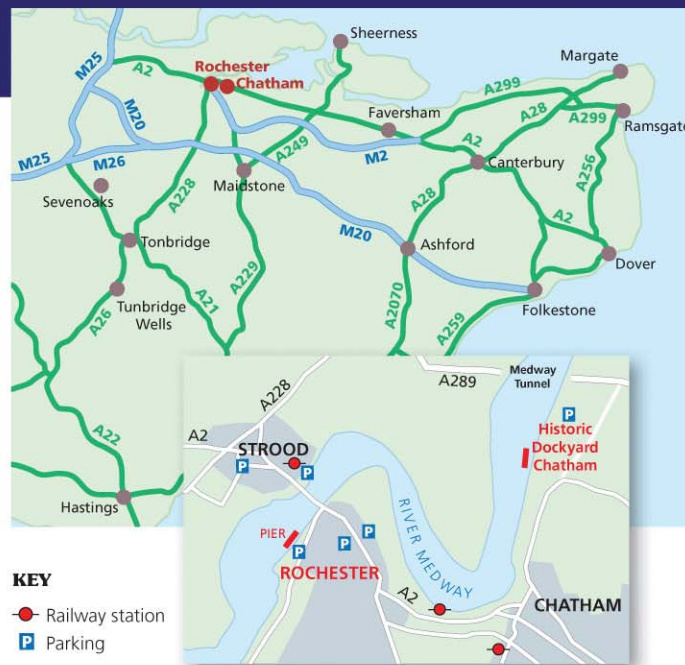 Sheerness
Margate
M25
A2
Rochester
Chatham
A299
Faversham
A28
M20
A299
Ramsgate
A249
M2
A2
M25
M26
Canterbury
Maidstone
A256
Sevenoaks
A228
A28
A2
Tonbridge
M20
Ashford
Dover
A229
Tunbridge
Wells
A21
A2070
Folkestone
A26
A259
A22
Hastings
Medway
Tunnel
A289
A228
A2
STROOD
P
P
P
Historic
Dockyard
Chatham
RIVER MEDWAY
PIER
P
P
P
ROCHESTER
A2
CHATHAM
KEY
Railway station
P Parking